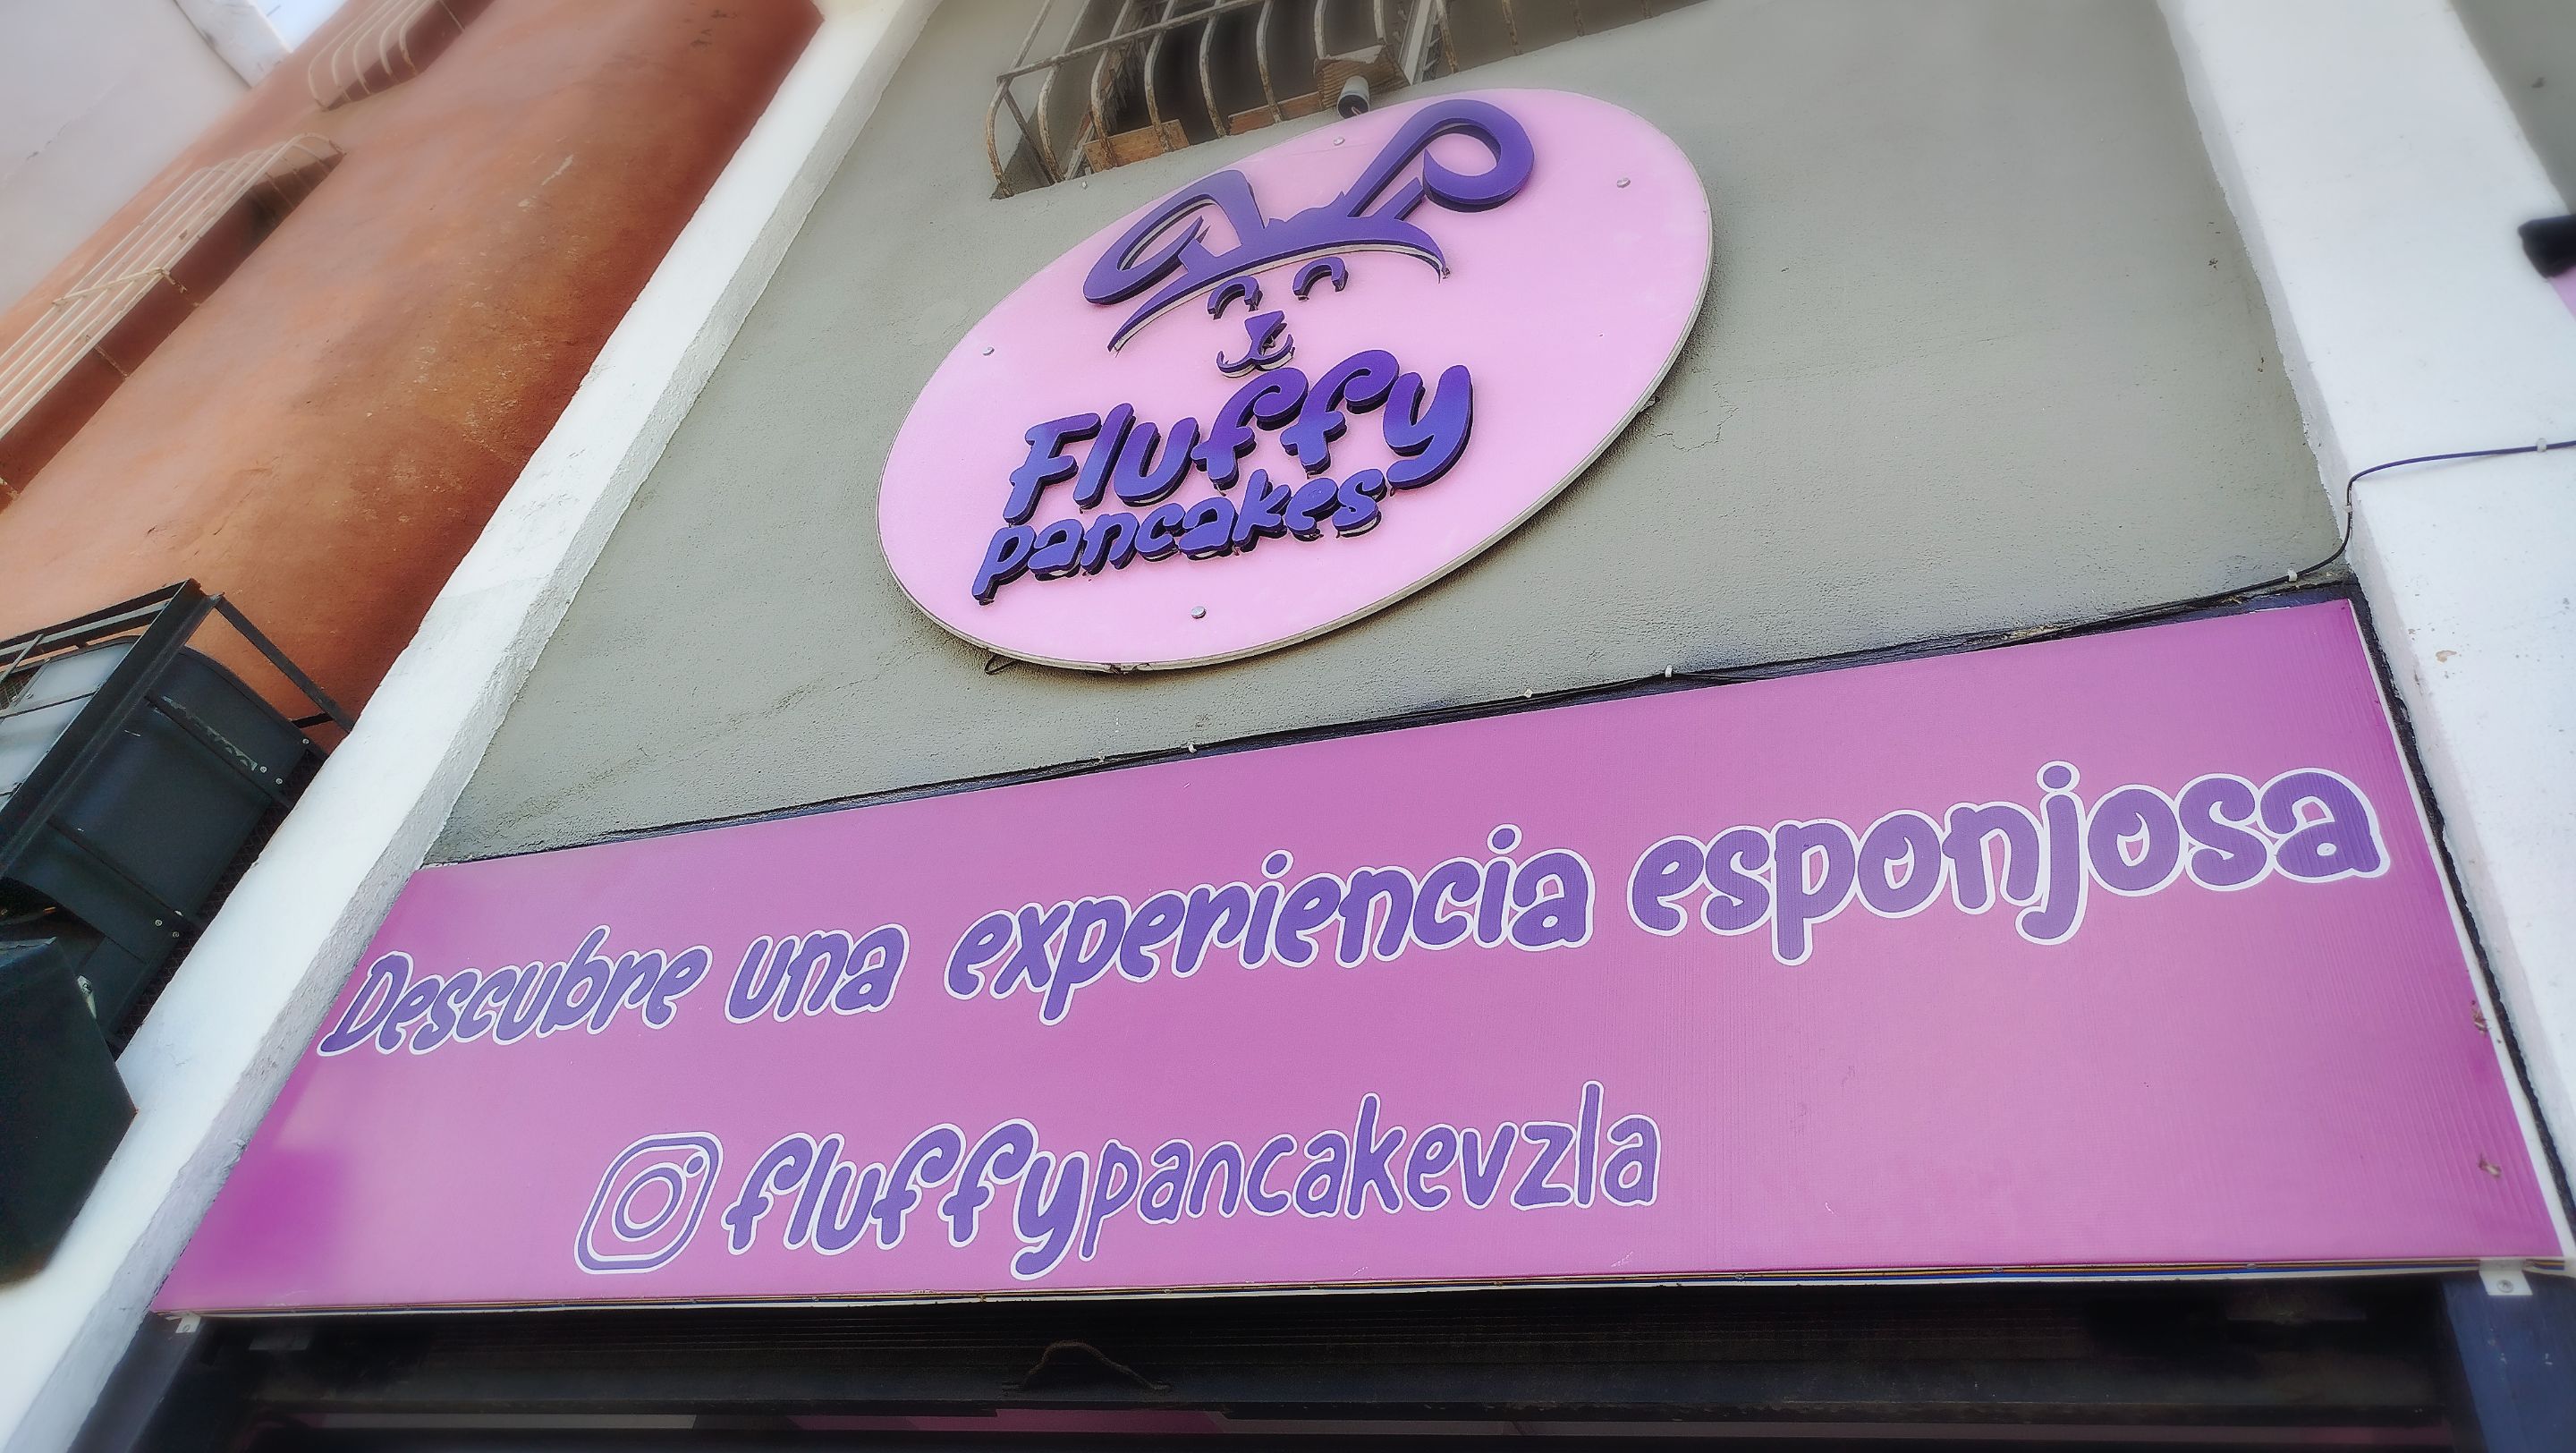 Fluffy
pancakes
Descubre una experiencia esponjosa
fluffypancakevzla